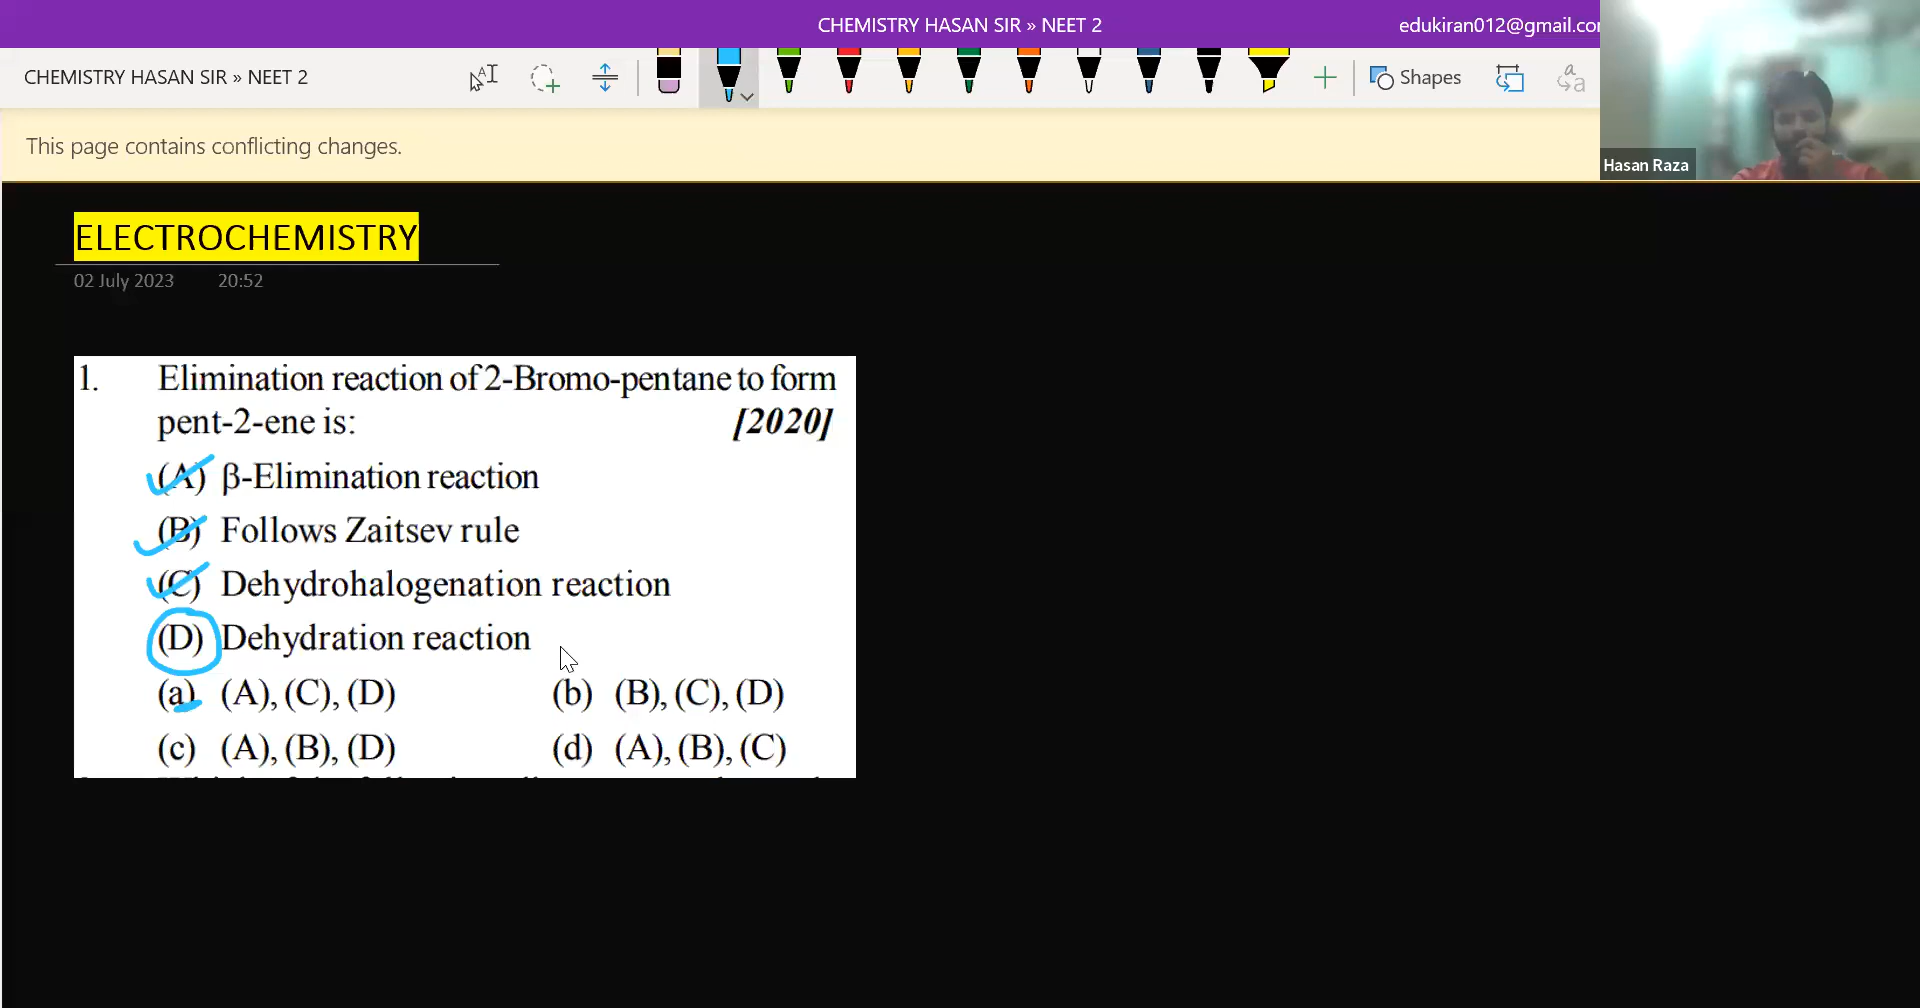 CHEMISTRY HASAN SIR » NEET 2
edukiran012@gmail.co
CHEMISTRY HASAN SIR » NEET 2
Shapes
This page contains conflicting changes.
Hasan Raza
ELECTROCHEMISTRY
02 July 2023 20:52
1. Elimination reaction of 2-Bromo-pentane to form
pent-2-ene is: [2020]
(A) β-Elimination reaction
(B) Follows Zaitsev rule
(C) Dehydrohalogenation reaction
(D) Dehydration reaction
(a) (A), (C), (D) (b) (B), (C), (D)
(c) (A), (B), (D) (d) (A), (B), (C)